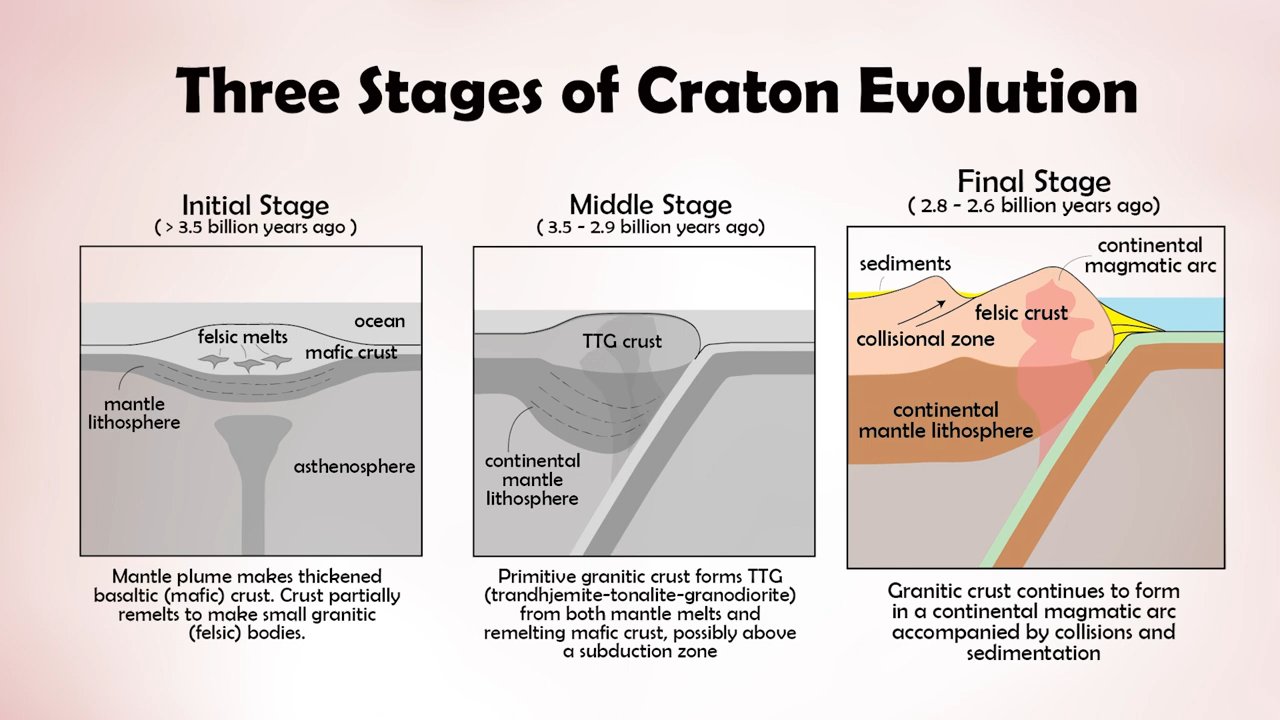 Three Stages of Craton Evolution
Initial Stage
( > 3.5 billion years ago )
felsic melts
ocean
mafic crust
mantle
lithosphere
asthenosphere
Mantle plume makes thickened
basaltic (mafic) crust. Crust partially
remelts to make small granitic
(felsic) bodies.
Middle Stage
( 3.5 - 2.9 billion years ago)
TTG crust
continental
mantle
lithosphere
Primitive granitic crust forms TTG
(trandhjemite-tonalite-granodiorite)
from both mantle melts and
remelting mafic crust, possibly above
a subduction zone
Final Stage
( 2.8 - 2.6 billion years ago)
continental
magmatic arc
sediments
felsic crust
collisional zone
continental
mantle lithosphere
Granitic crust continues to form
in a continental magmatic arc
accompanied by collisions and
sedimentation